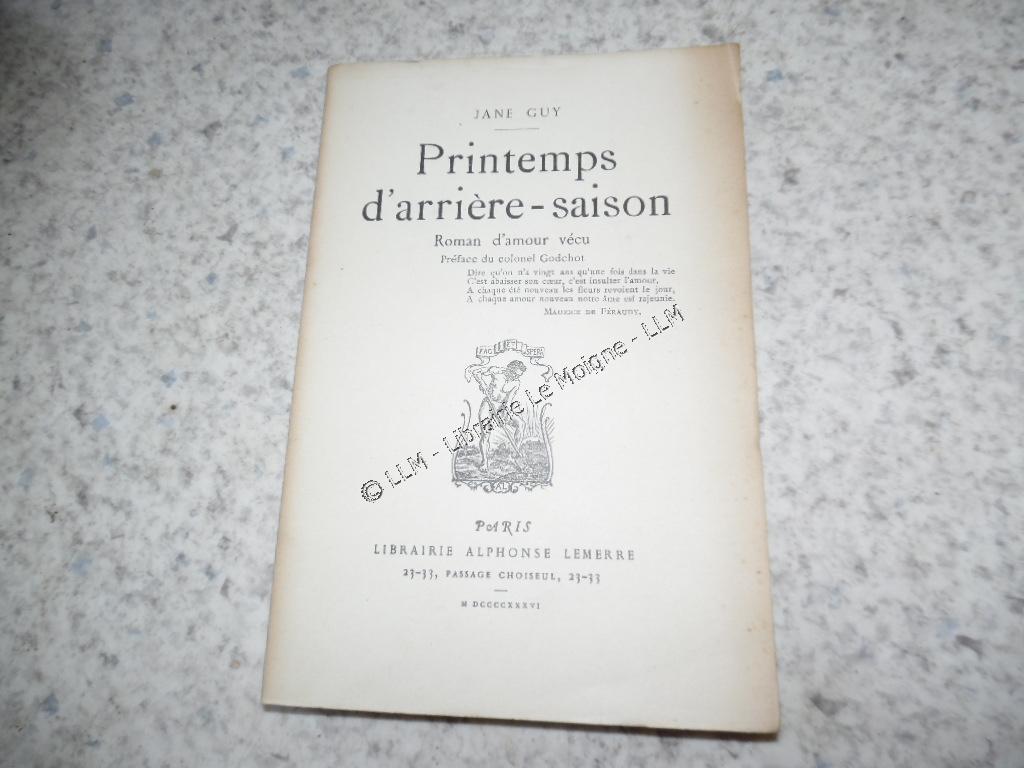 JANE GUY
Printemps
d'arrière-saison
Roman d'amour vécu
Préface du colonel Godchot
Dire qu'on n'a vingt ans qu'une fois dans la vie
C'est abaisser son cœur, c'est insulter l'amour,
A chaque été nouveau les fleurs revoient le jour,
A chaque amour nouveau notre âme est rajeunie.
MAURICE DE FÉRAUDY.
FAC ET SPERA
AL
© LLM - Librairie Le Moigne - LLM
PARIS
LIBRAIRIE ALPHONSE LEMERRE
23-33, PASSAGE CHOISEUL, 23-33
M DCCCCXXXVI